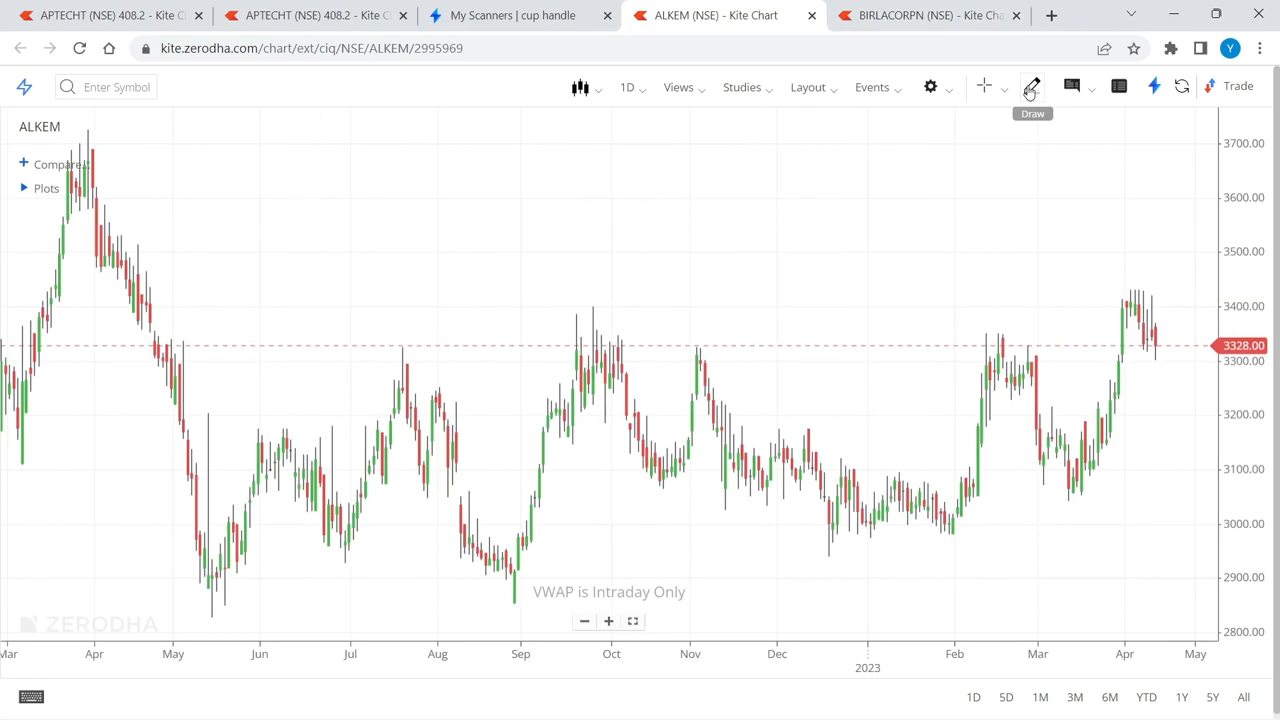 APTECHT (NSE) 408.2 - Kite C
APTECHT (NSE) 408.2 - Kite C
My Scanners | cup handle
ALKEM (NSE) - Kite Chart
BIRLACORPN (NSE) - Kite Cha
kite.zerodha.com/chart/ext/ciq/NSE/ALKEM/2995969
Y
Enter Symbol
1D
Views
Studies
Layout
Events
Trade
Draw
ALKEM
Compare...
Plots
3700.00
3600.00
3500.00
3400.00
3328.00
3300.00
3200.00
3100.00
3000.00
2900.00
2800.00
VWAP is Intraday Only
ZERODHA
Mar Apr May Jun Jul Aug Sep Oct Nov Dec 2023 Feb Mar Apr May
1D 5D 1M 3M 6M YTD 1Y 5Y All